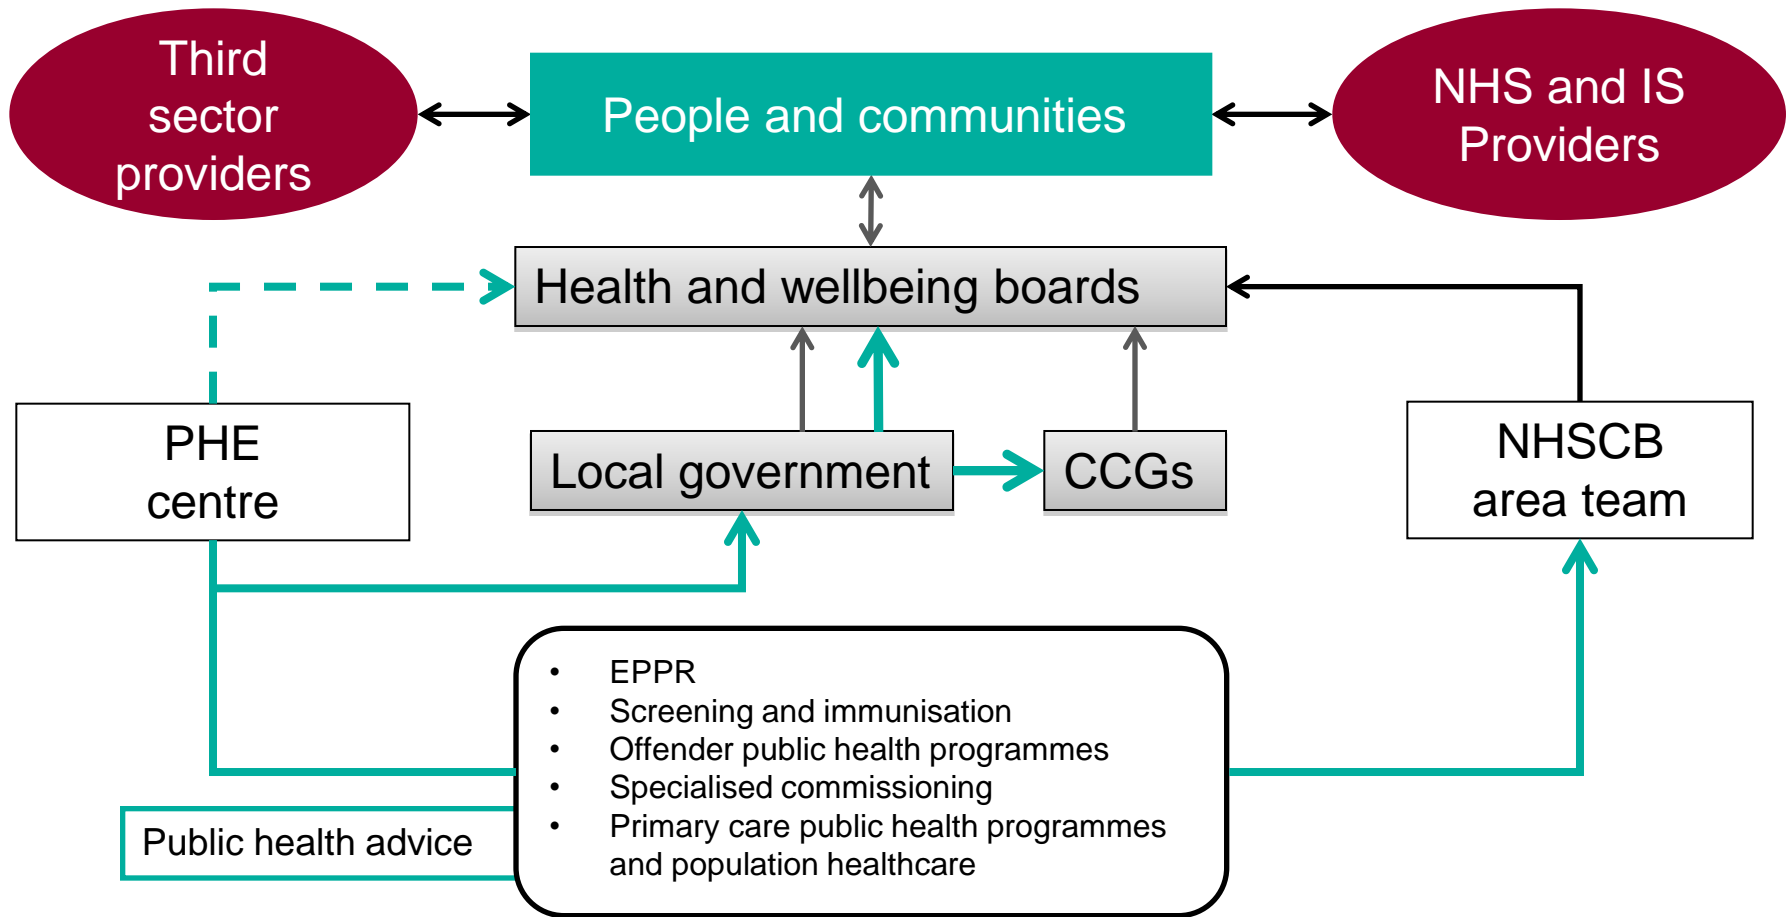 Third
sector
providers
People and communities
NHS and IS
Providers
Health and wellbeing boards
PHE
centre
Local government
CCGs
NHSCB
area team
• EPPR
• Screening and immunisation
• Offender public health programmes
• Specialised commissioning
• Primary care public health programmes
and population healthcare
Public health advice